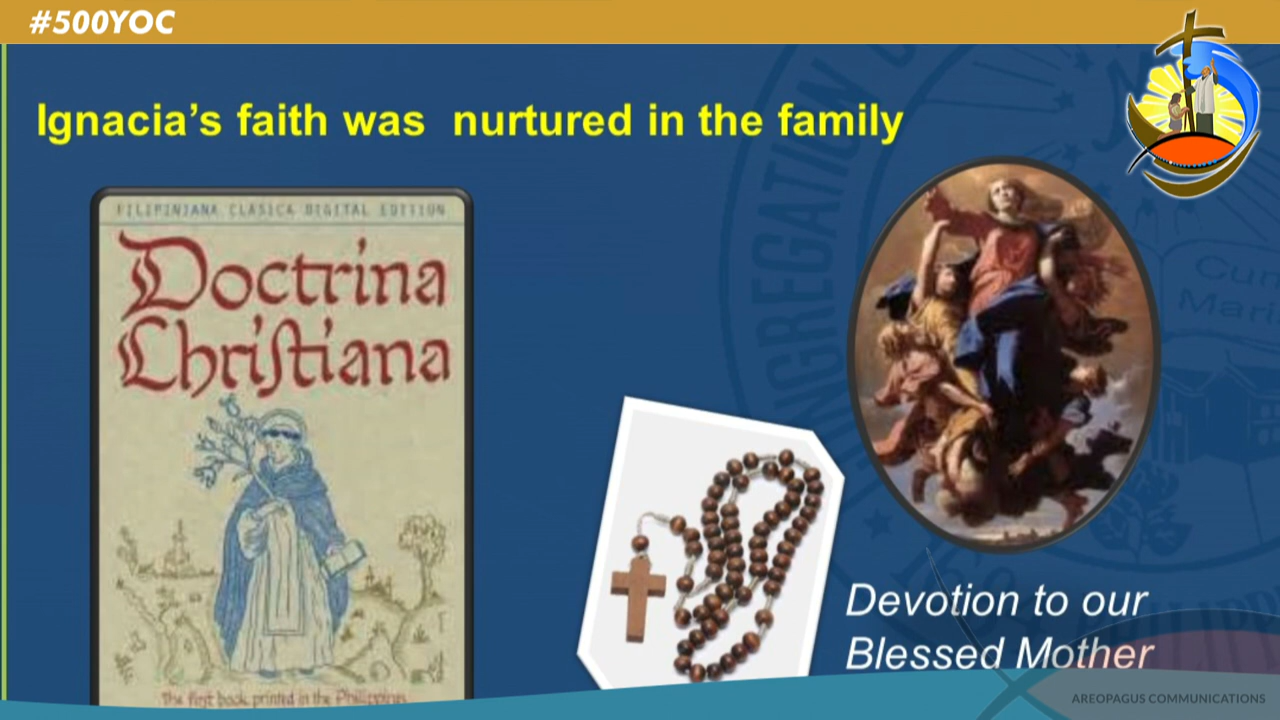 #500YOC
Ignacia's faith was nurtured in the family
FILIPINIANA CLASICA DIGITAL EDITION
Doctrina
Christiana
The first book printed in the Philippines
CONGREGATION
Devotion to our
Blessed Mother
AREOPAGUS COMMUNICATIONS